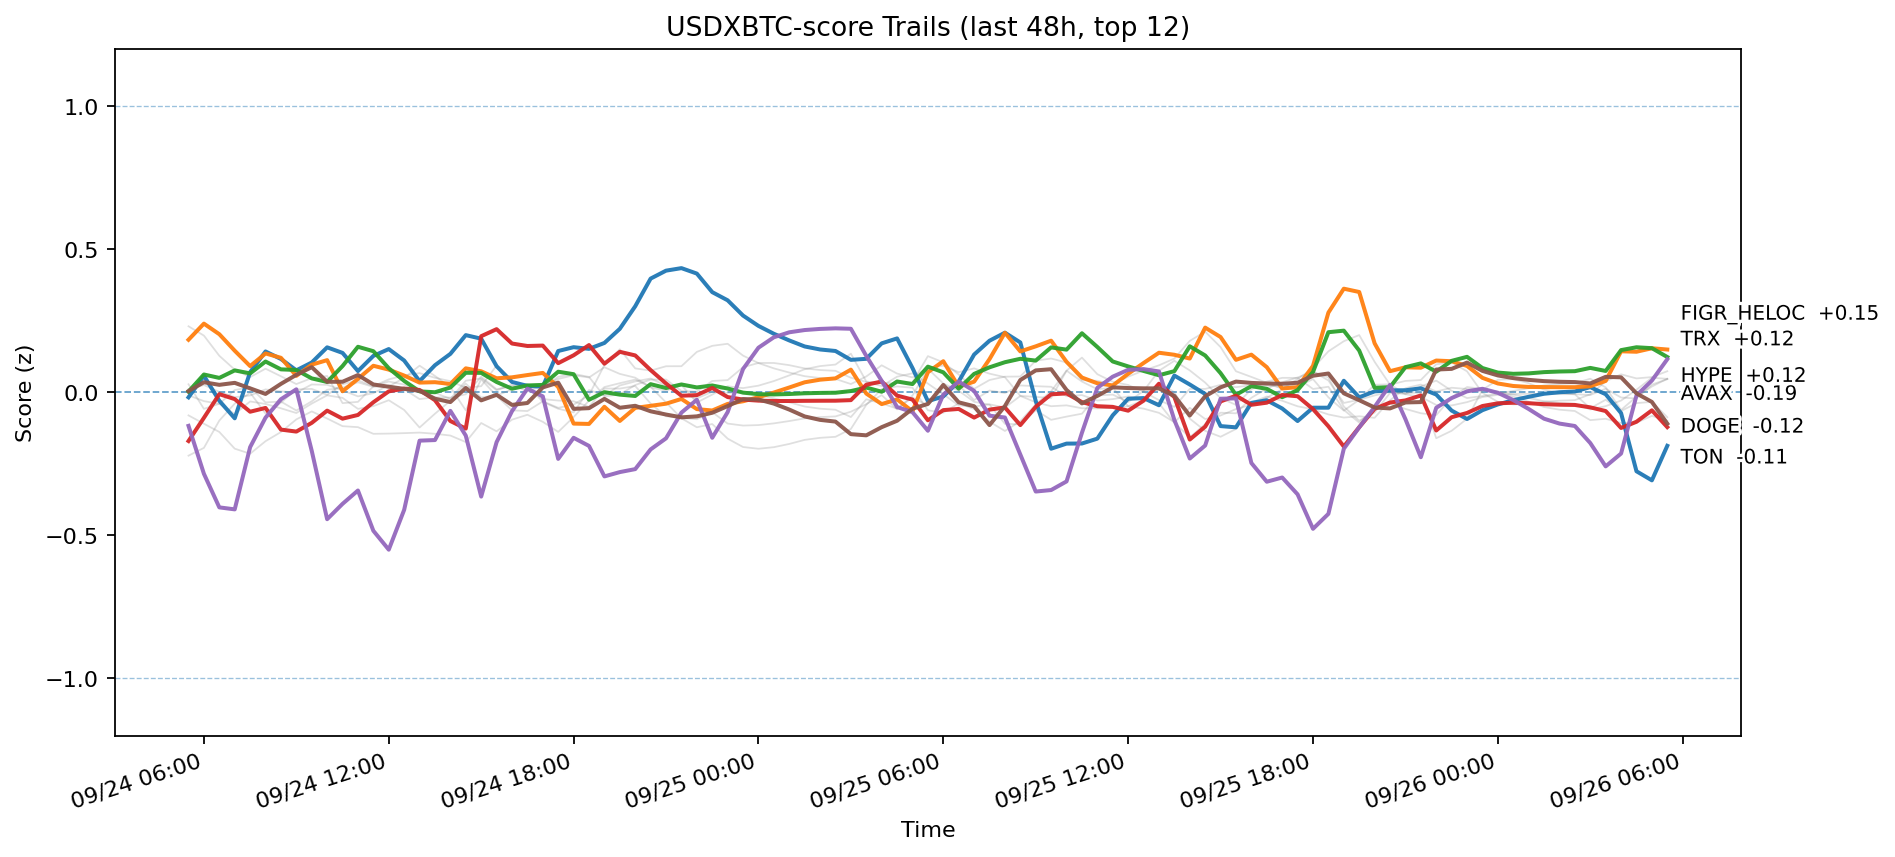 USDXBTC-score Trails (last 48h, top 12)
Score (z)
1.0
0.5
0.0
−0.5
−1.0
FIGR_HELOC +0.15
TRX +0.12
HYPE +0.12
AVAX -0.19
DOGE -0.12
TON -0.11
09/24 06:00
09/24 12:00
09/24 18:00
09/25 00:00
09/25 06:00
09/25 12:00
09/25 18:00
09/26 00:00
09/26 06:00
Time